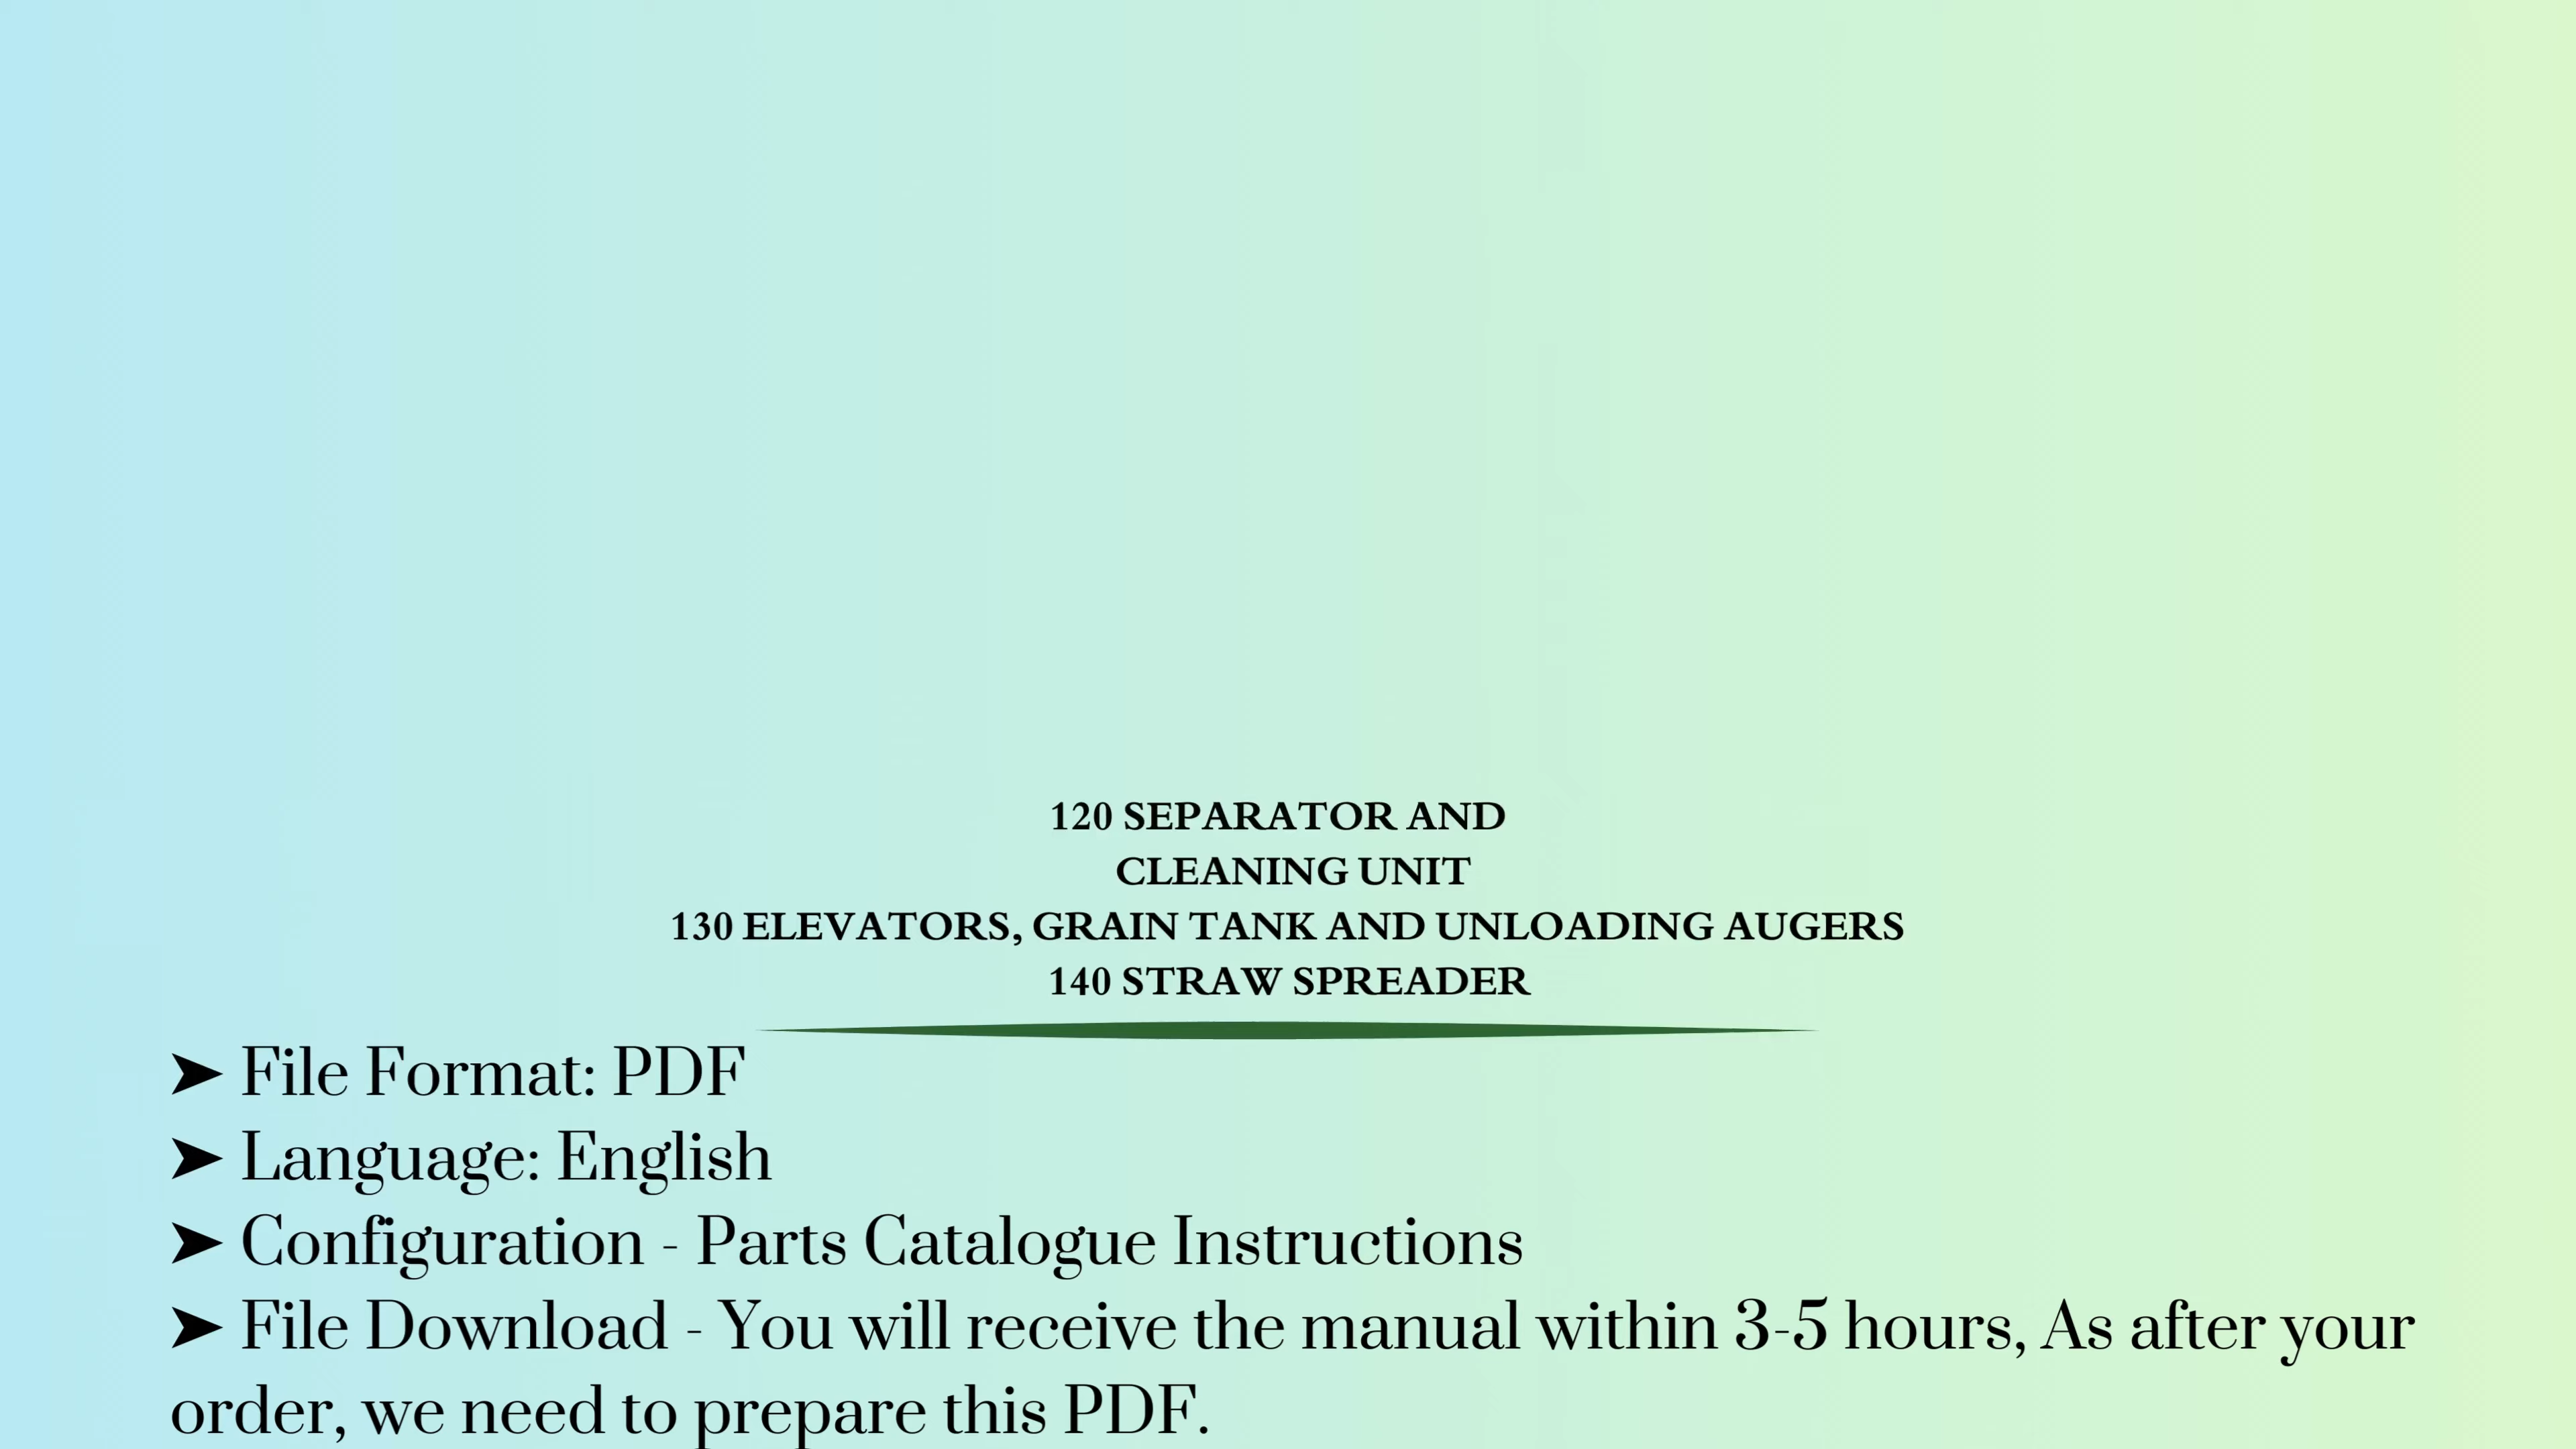 120 SEPARATOR AND
CLEANING UNIT
130 ELEVATORS, GRAIN TANK AND UNLOADING AUGERS
140 STRAW SPREADER
➤ File Format: PDF
➤ Language: English
➤ Configuration - Parts Catalogue Instructions
➤ File Download - You will receive the manual within 3-5 hours, As after your
order, we need to prepare this PDF.